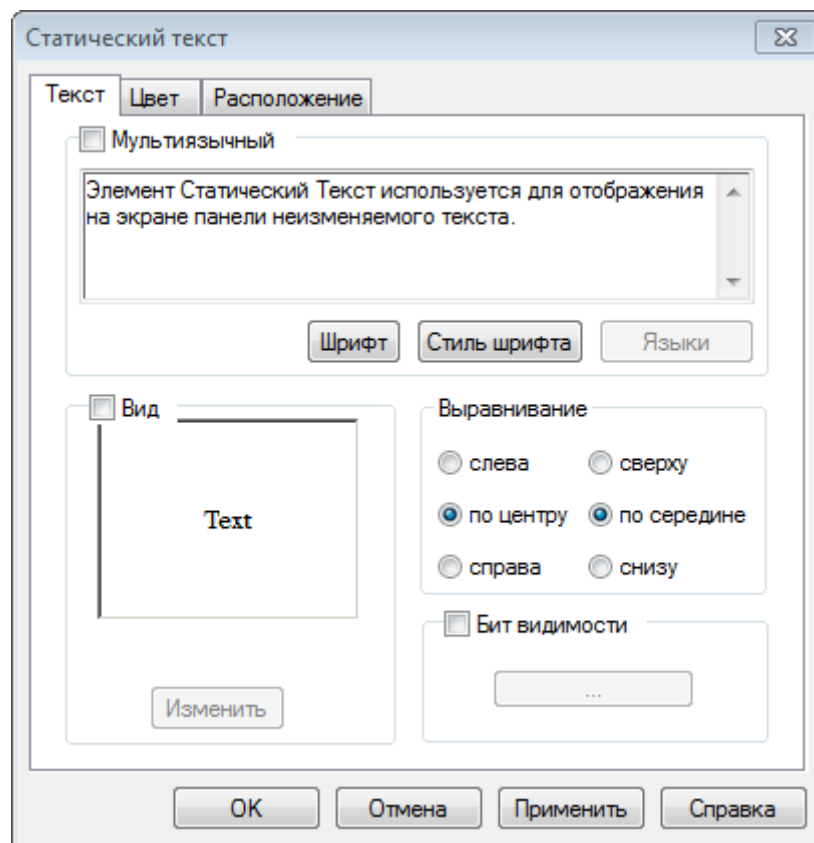 Статический текст
Текст Цвет Расположение
Мультиязычный
Элемент Статический Текст используется для отображения
на экране панели неизменяемого текста.
Шрифт Стиль шрифта Языки
Вид
Text
Изменить
Выравнивание
слева сверху
по центру по середине
справа снизу
Бит видимости
...
OK Отмена Применить Справка